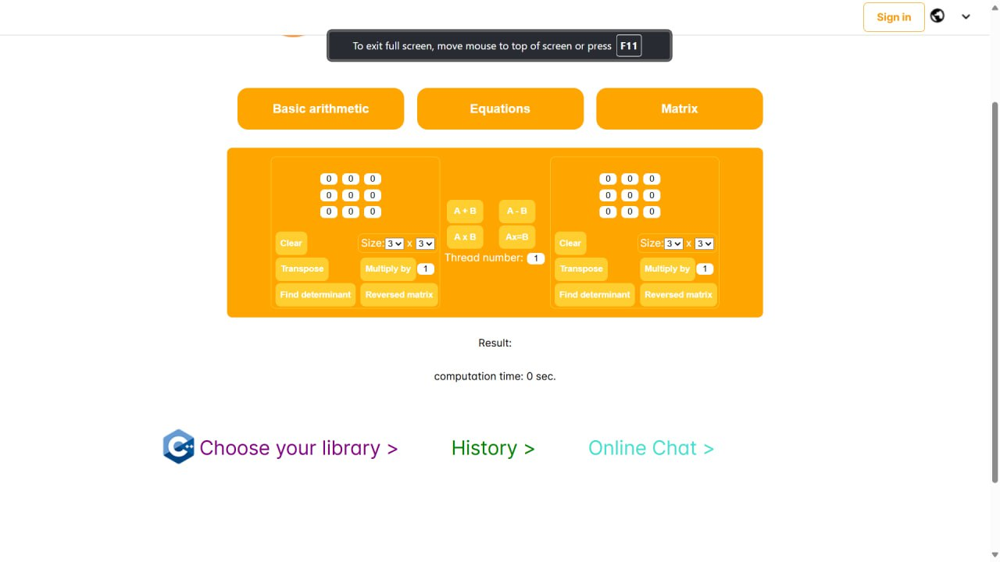 Sign in
To exit full screen, move mouse to top of screen or press F11
Basic arithmetic Equations Matrix
0 0 0 0 0 0
0 0 0 0 0 0
A + B A - B
0 0 0 0 0 0
A x B Ax=B
Clear Size: 3 x 3 Clear Size: 3 x 3
Thread number: 1
Transpose Multiply by 1 Transpose Multiply by 1
Find determinant Reversed matrix Find determinant Reversed matrix
Result:
computation time: 0 sec.
C++ Choose your library > History > Online Chat >